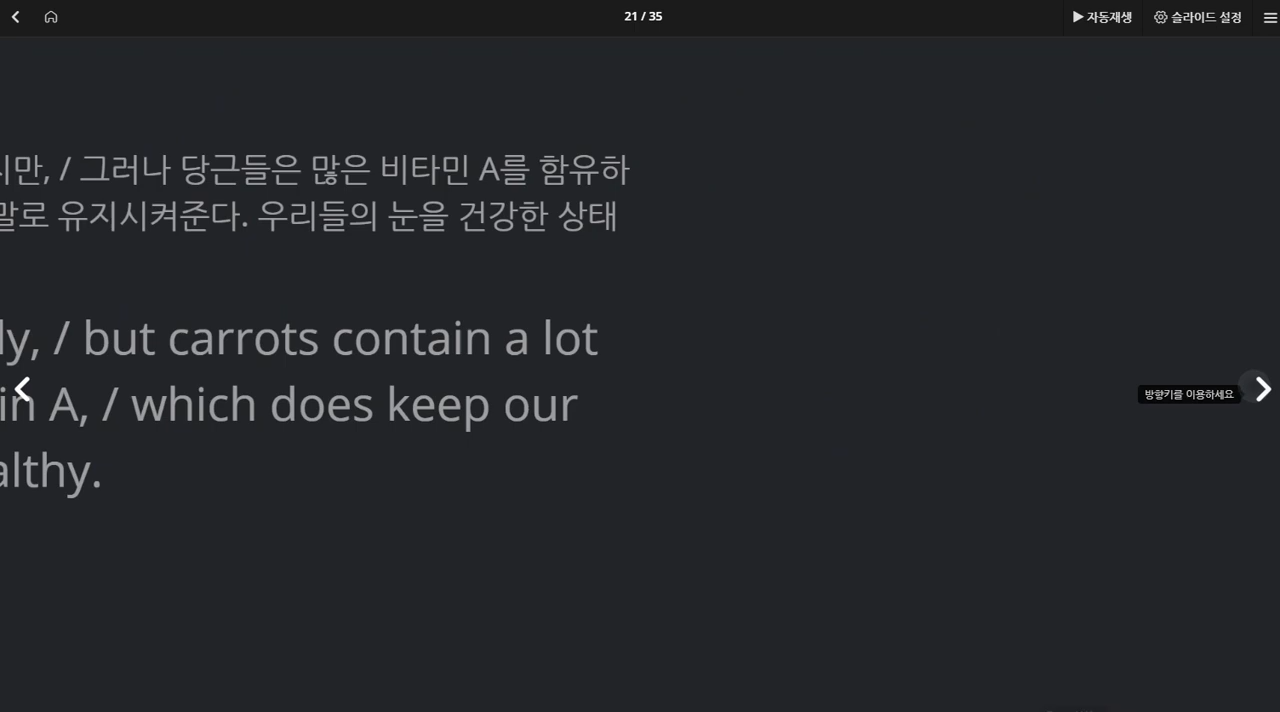 21 / 35
자동재생
슬라이드 설정
지만, / 그러나 당근들은 많은 비타민 A를 함유하
말로 유지시켜준다. 우리들의 눈을 건강한 상태
ly, / but carrots contain a lot
방향키를 이용하세요
in A, / which does keep our
althy.